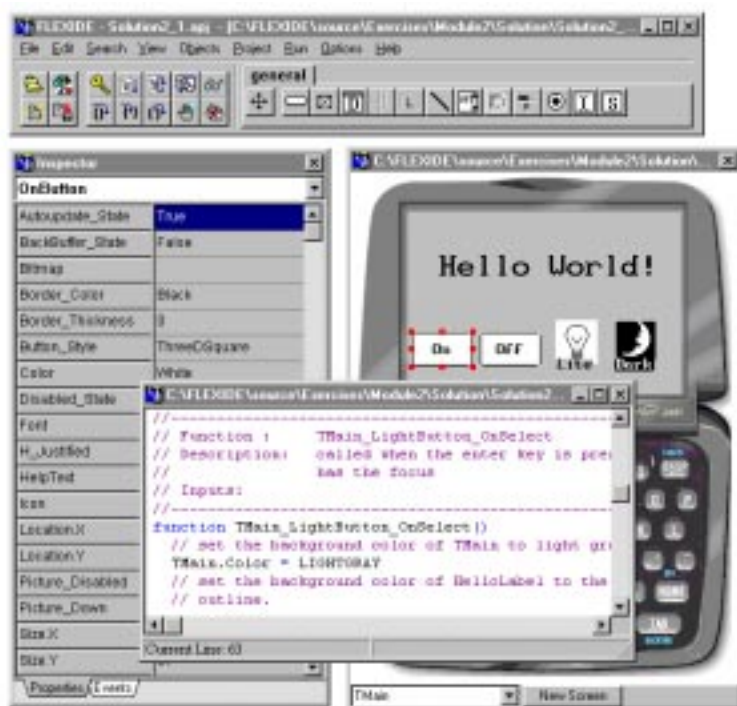 FLEXIDE - Solution2_1.apj - [C:\FLEXIDE\source\Exercises\Module2\Solution\Solution2_...
File Edit Search View Objects Project Run Options Help
general
Inspector
OnButton
Autoupdate_State True
BackBuffer_State False
Bitmap
Border_Color Black
Border_Thickness 0
Button_Style ThreeDSquare
Color White
Disabled_State
Font
H_Justified
HelpText
Icon
Location.X
Location.Y
Picture_Disabled
Picture_Down
Size.X
Size.Y
Properties Events
C:\FLEXIDE\source\Exercises\Module2\Solution\...
Hello World!
On Off Lite Dark
C:\FLEXIDE\source\Exercises\Module2\Solution\Solution2...
//
// Function : TMain_LightButton_OnSelect
// Description: called when the enter key is pre
// has the focus
// Inputs:
//
function TMain_LightButton_OnSelect()
// set the background color of TMain to light gr
TMain.Color = LIGHTGRAY
// set the background color of HelloLabel to the
// outline.
Current Line: 63
TAB
TMain New Screen